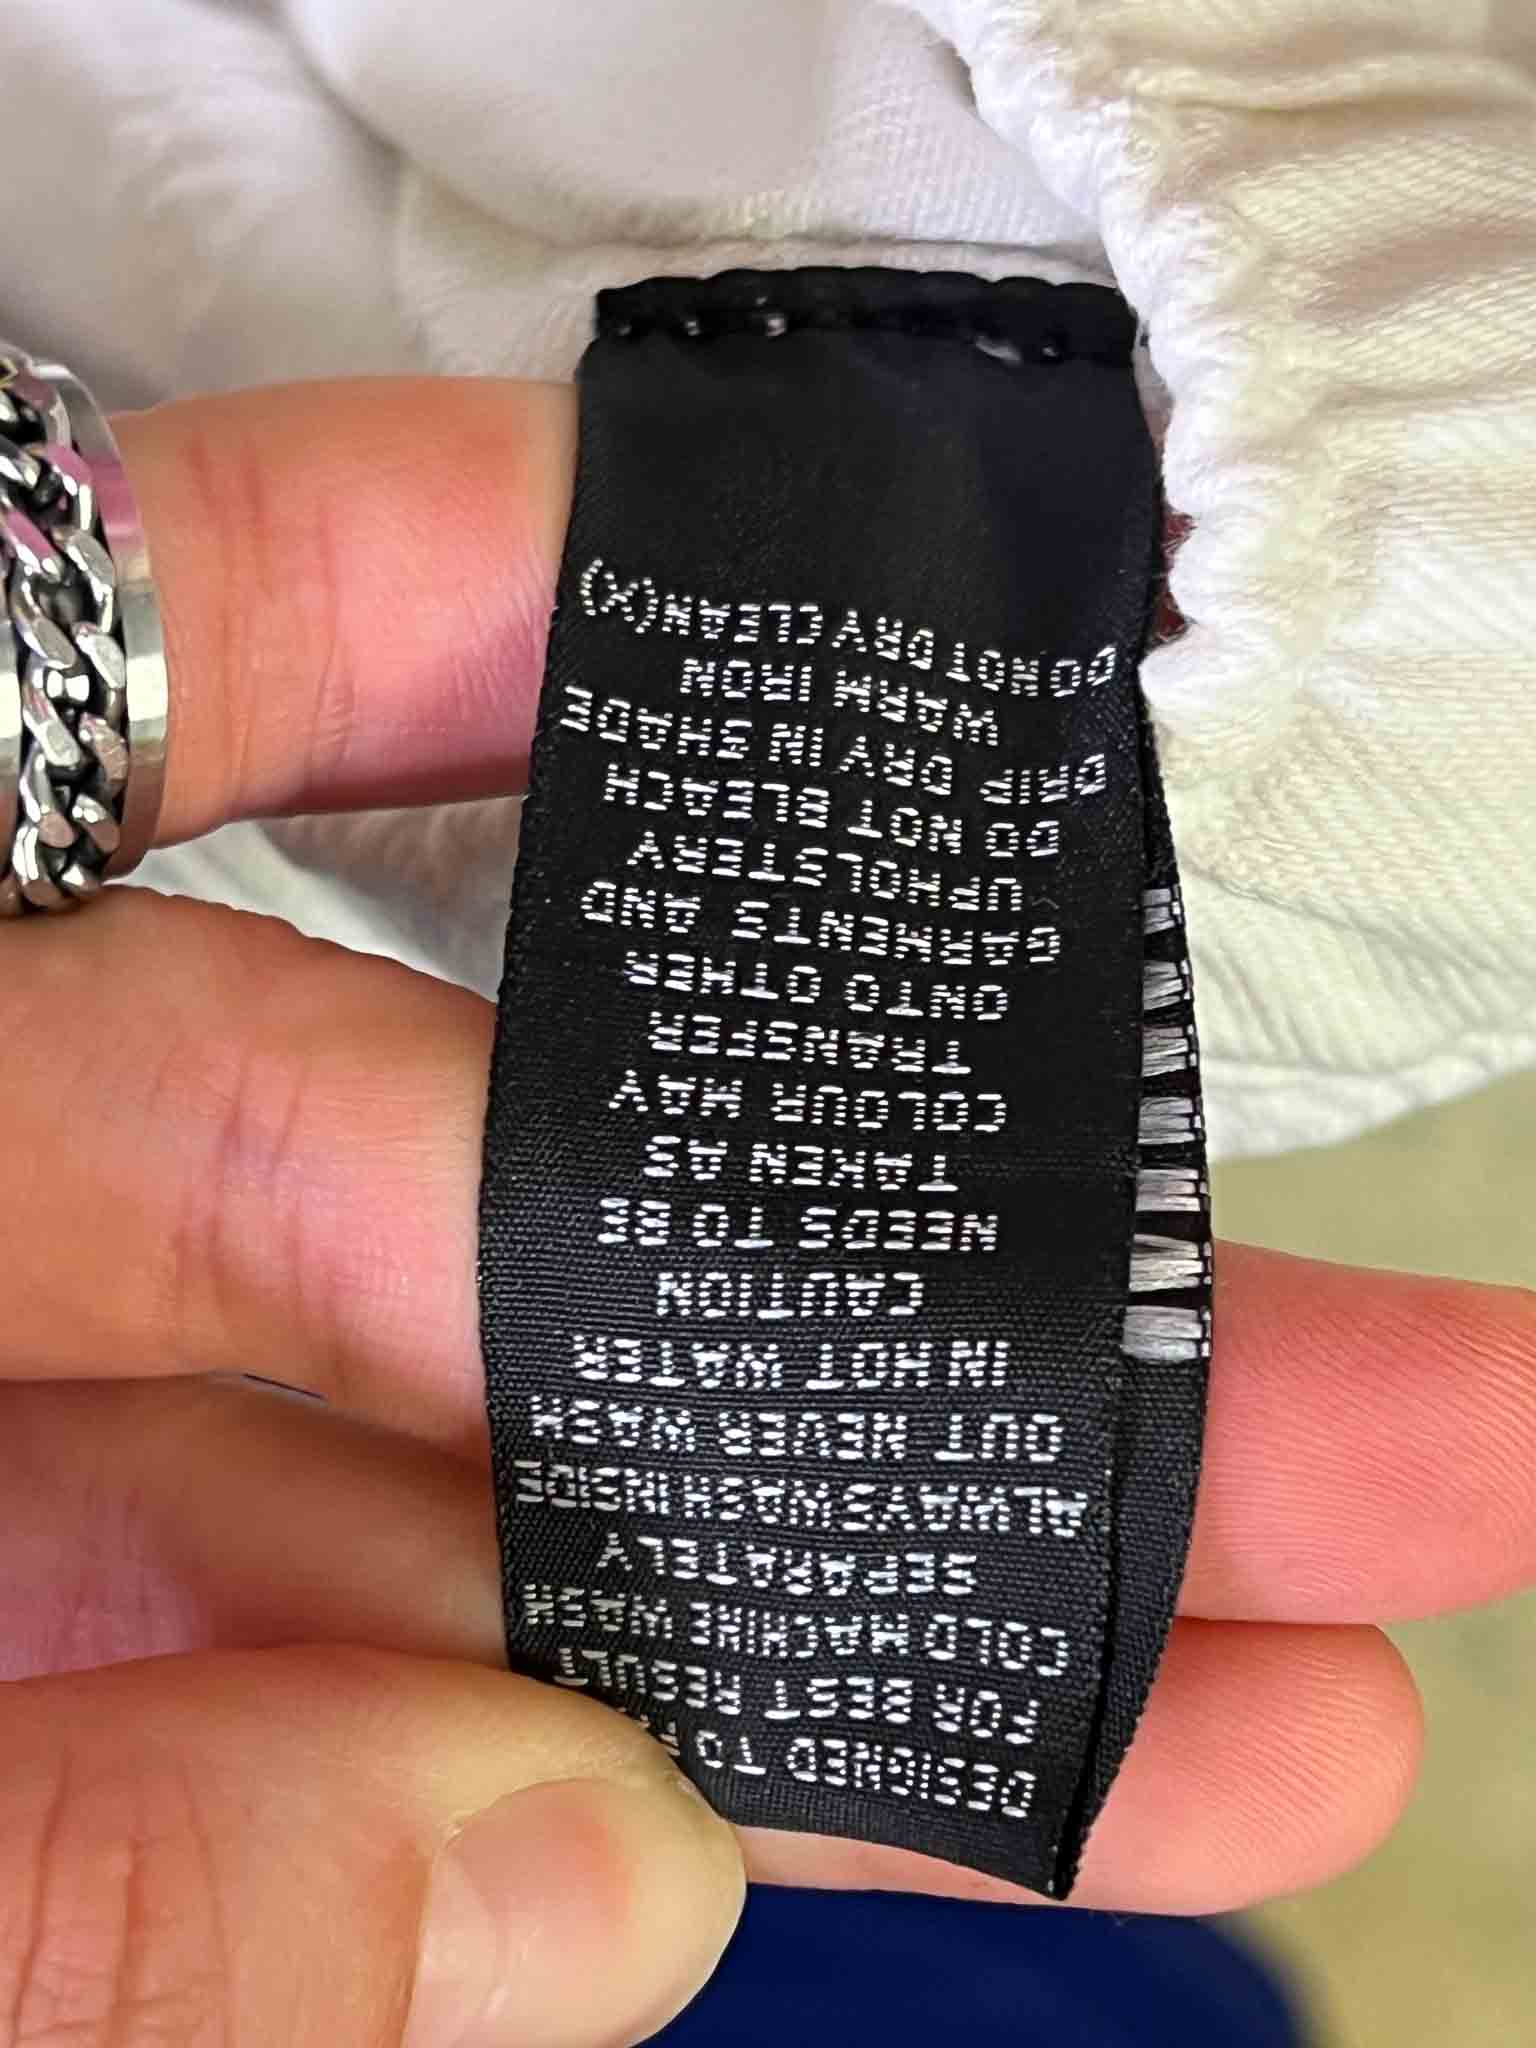 DESIGNED TO
FOR BEST RESULT
COLD MACHINE WASH
SEPARATELY
ALWAYS WASH INSIDE
OUT NEVER WASH
IN HOT WATER
CAUTION
NEEDS TO BE
TAKEN AS
COLOUR MAY
TRANSFER
ONTO OTHER
GARMENTS AND
UPHOLSTERY
DO NOT BLEACH
DRIP DRY IN SHADE
WARM IRON
DO NOT DRY CLEAN(X)